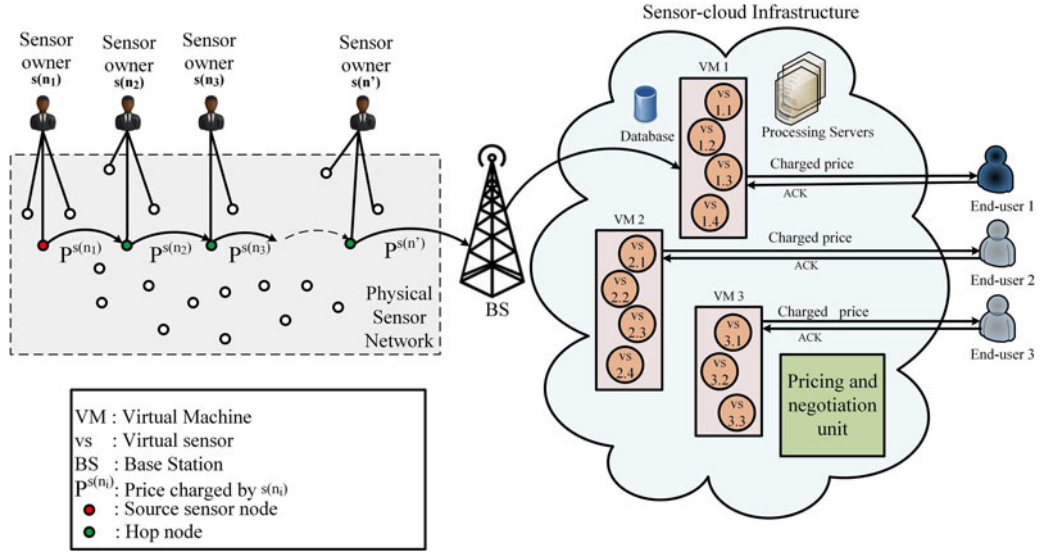 Sensor-cloud Infrastructure
Sensor owner s(n₁)
Sensor owner s(n₂)
Sensor owner s(n₃)
Sensor owner s(n')
P^s(n₁)
P^s(n₂)
P^s(n₃)
P^s(n')
Physical
Sensor
Network
BS
Database
Processing Servers
VM 1
vs 1.1
vs 1.2
vs 1.3
vs 1.4
Charged price
ACK
End-user 1
VM 2
vs 2.1
vs 2.2
vs 2.3
vs 2.4
Charged price
ACK
End-user 2
VM 3
vs 3.1
vs 3.2
vs 3.3
Charged price
ACK
End-user 3
Pricing and
negotiation
unit
VM : Virtual Machine
vs : Virtual sensor
BS : Base Station
P^s(nᵢ) : Price charged by s(nᵢ)
: Source sensor node
: Hop node